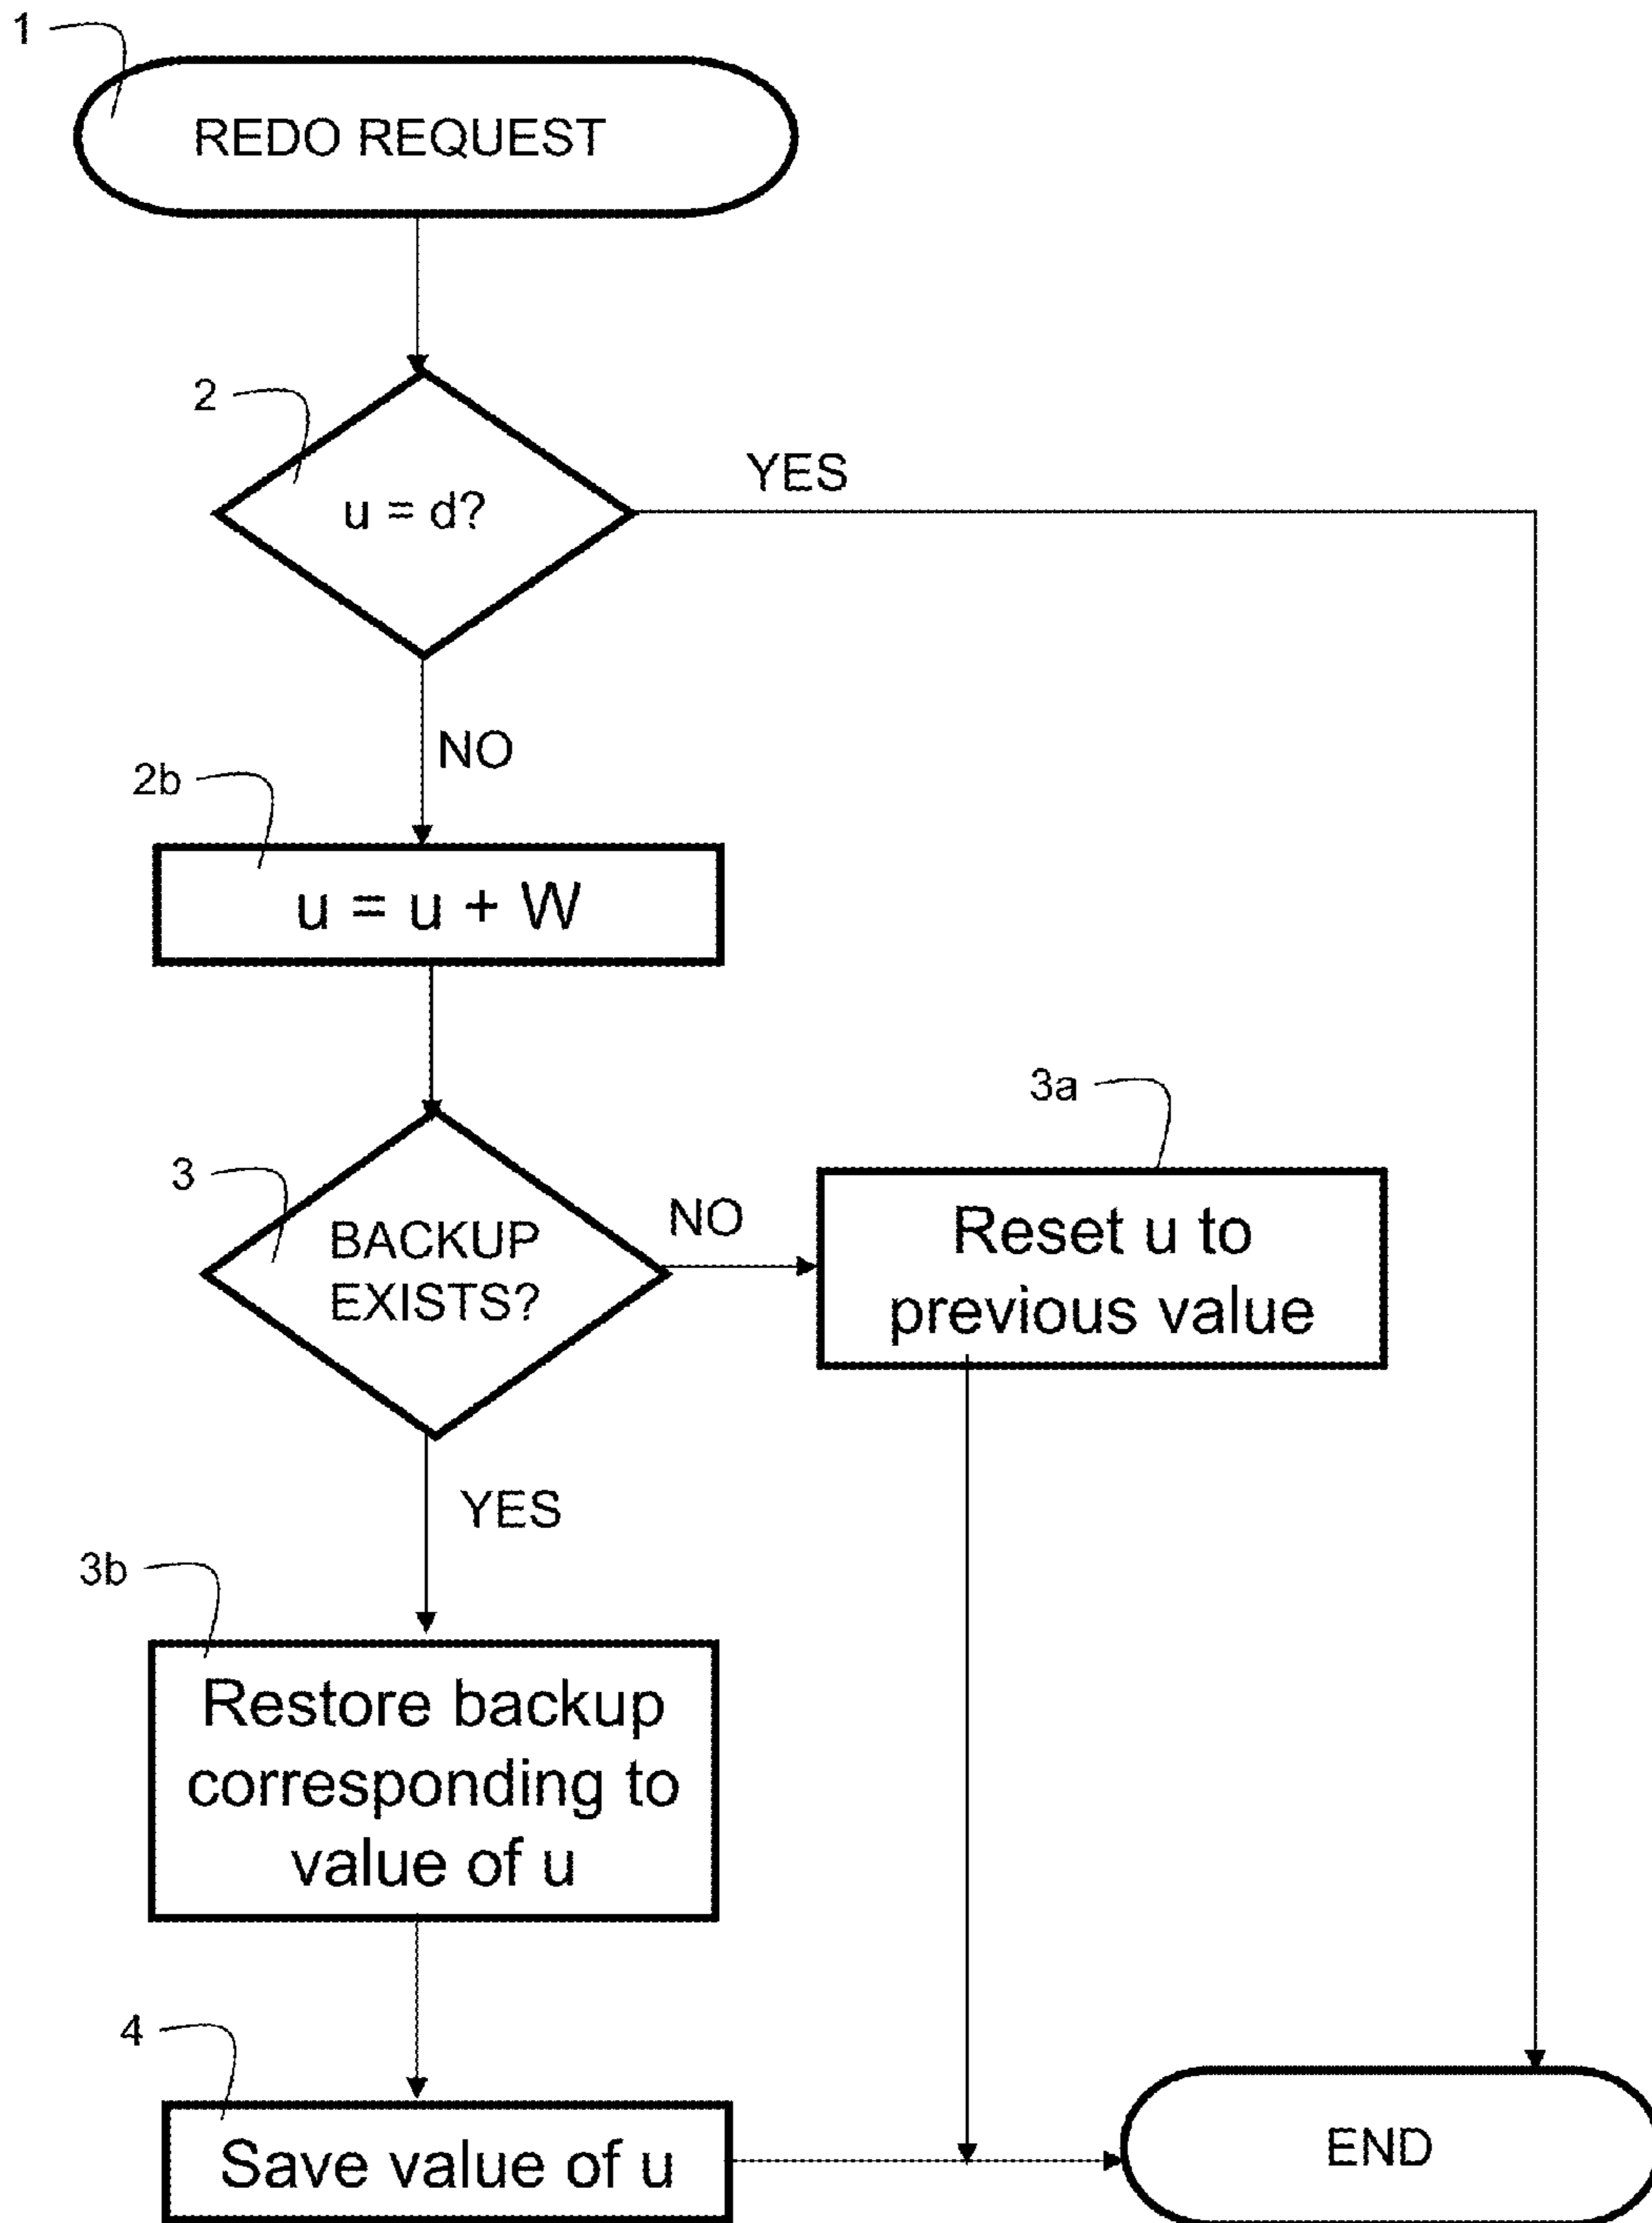 1
REDO REQUEST
2
u = d?
YES
NO
2b
u = u + W
3
BACKUP
EXISTS?
NO
3a
Reset u to
previous value
YES
3b
Restore backup
corresponding to
value of u
4
Save value of u
END